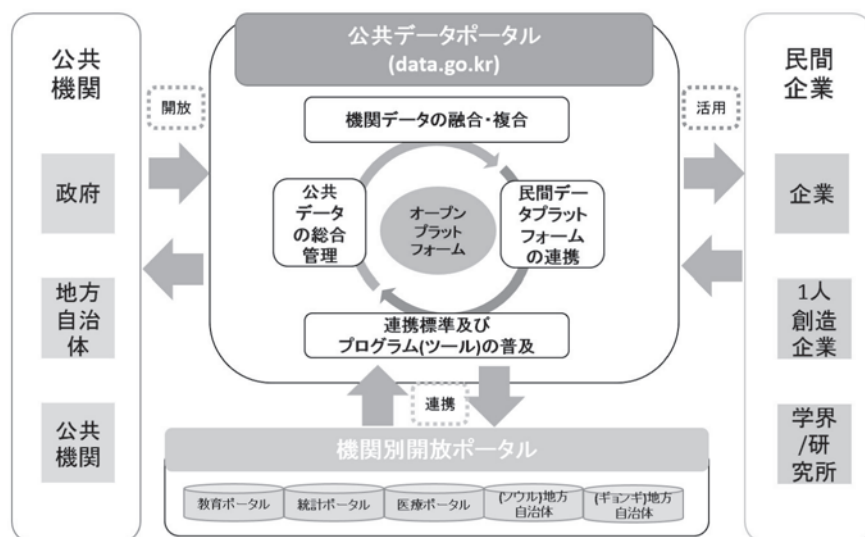 公共
機関
開放
政府
地方
自治
体
公共
機関
公共データポータル
(data.go.kr)
機関データの融合・複合
公共
データ
の総合
管理
オープン
プラット
フォーム
民間デー
タプラット
フォーム
の連携
連携標準及び
プログラム(ツール)の普及
連携
機関別開放ポータル
教育ポータル
統計ポータル
医療ポータル
(ソウル)地方
自治体
(ギョンギ)地方
自治体
活用
民間
企業
企業
1人
創造
企業
学界
/研
究所